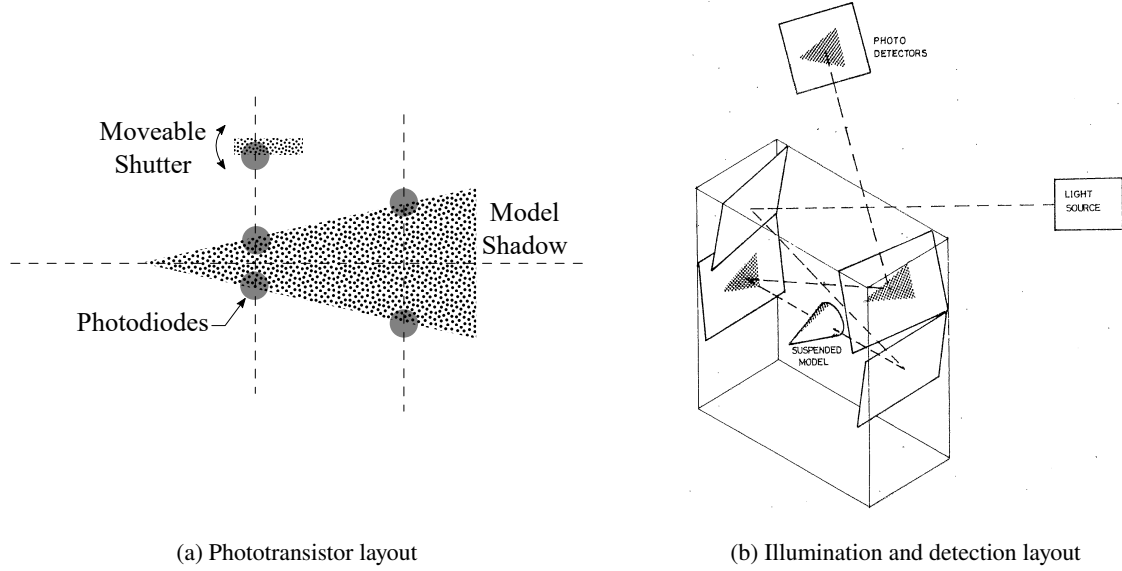 Moveable
Shutter
Model
Shadow
Photodiodes
PHOTO
DETECTORS
LIGHT
SOURCE
SUSPENDED
MODEL
(a) Phototransistor layout
(b) Illumination and detection layout